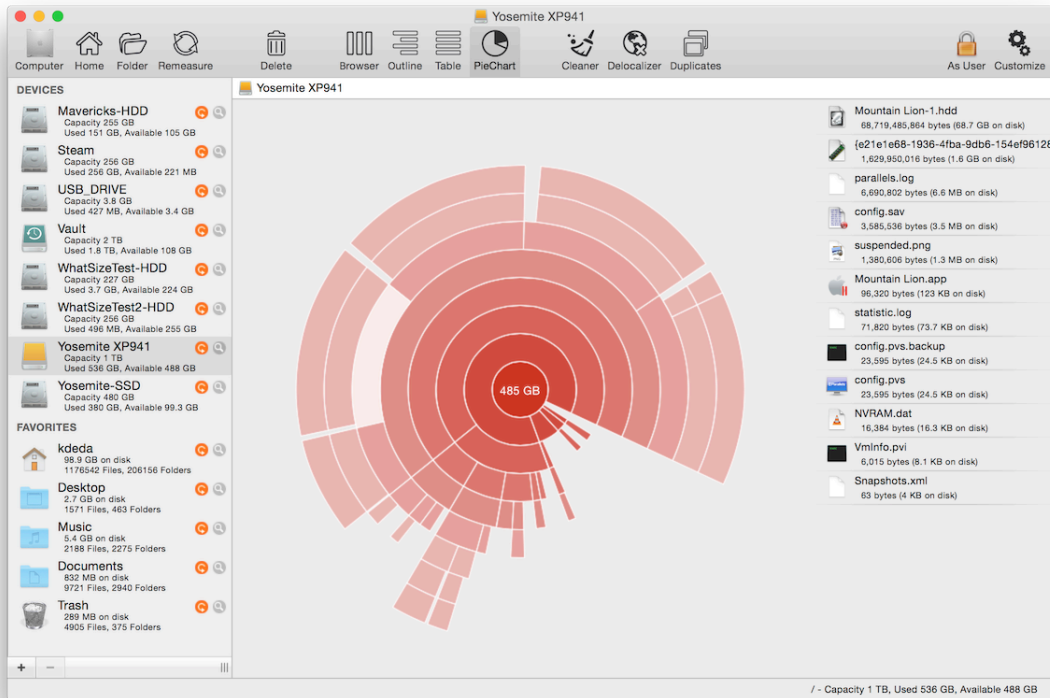 Yosemite XP941
Computer Home Folder Remeasure Delete Browser Outline Table PieChart Cleaner Delocalizer Duplicates As User Customize
DEVICES
Mavericks-HDD
Capacity 255 GB
Used 151 GB, Available 105 GB
Steam
Capacity 256 GB
Used 256 GB, Available 221 MB
USB_DRIVE
Capacity 3.8 GB
Used 427 MB, Available 3.4 GB
Vault
Capacity 2 TB
Used 1.8 TB, Available 108 GB
WhatSizeTest-HDD
Capacity 227 GB
Used 3.7 GB, Available 224 GB
WhatSizeTest2-HDD
Capacity 256 GB
Used 496 MB, Available 255 GB
Yosemite XP941
Capacity 1 TB
Used 536 GB, Available 488 GB
Yosemite-SSD
Capacity 480 GB
Used 380 GB, Available 99.3 GB
FAVORITES
kdeda
98.9 GB on disk
1176542 Files, 206156 Folders
Desktop
2.7 GB on disk
1571 Files, 463 Folders
Music
5.4 GB on disk
2188 Files, 2275 Folders
Documents
832 MB on disk
9721 Files, 2940 Folders
Trash
289 MB on disk
4905 Files, 375 Folders
Yosemite XP941
485 GB
Mountain Lion-1.hdd
68,719,485,864 bytes (68.7 GB on disk)
{e21e1e68-1936-4fba-9db6-154ef96128
1,629,950,016 bytes (1.6 GB on disk)
parallels.log
6,690,802 bytes (6.6 MB on disk)
config.sav
3,585,536 bytes (3.5 MB on disk)
suspended.png
1,380,606 bytes (1.3 MB on disk)
Mountain Lion.app
96,320 bytes (123 KB on disk)
statistic.log
71,820 bytes (73.7 KB on disk)
config.pvs.backup
23,595 bytes (24.5 KB on disk)
config.pvs
23,595 bytes (24.5 KB on disk)
NVRAM.dat
16,384 bytes (16.3 KB on disk)
VmInfo.pvi
6,015 bytes (8.1 KB on disk)
Snapshots.xml
63 bytes (4 KB on disk)
/ - Capacity 1 TB, Used 536 GB, Available 488 GB